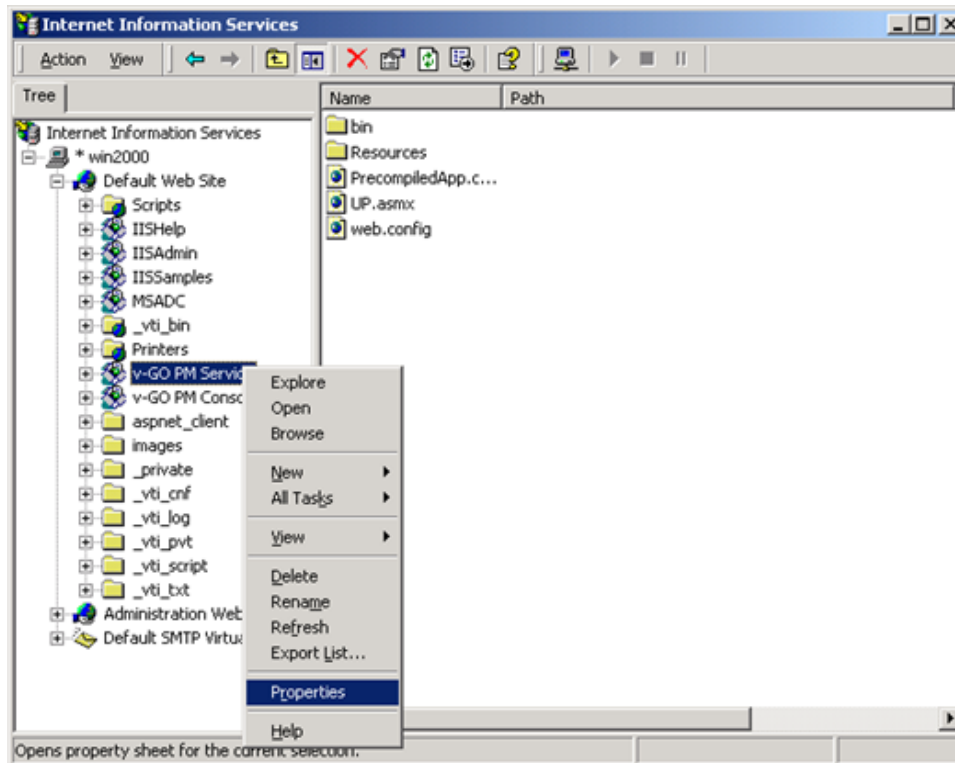 Internet Information Services
Action View
Tree
Name Path
Internet Information Services
* win2000
Default Web Site
Scripts
IISHelp
IISAdmin
IISSamples
MSADC
_vti_bin
Printers
v-GO PM Servic
v-GO PM Conso
aspnet_client
images
_private
_vti_cnf
_vti_log
_vti_pvt
_vti_script
_vti_txt
Administration Web
Default SMTP Virtua
bin
Resources
PrecompiledApp.c...
UP.asmx
web.config
Explore
Open
Browse
New
All Tasks
View
Delete
Rename
Refresh
Export List...
Properties
Help
Opens property sheet for the current selection.